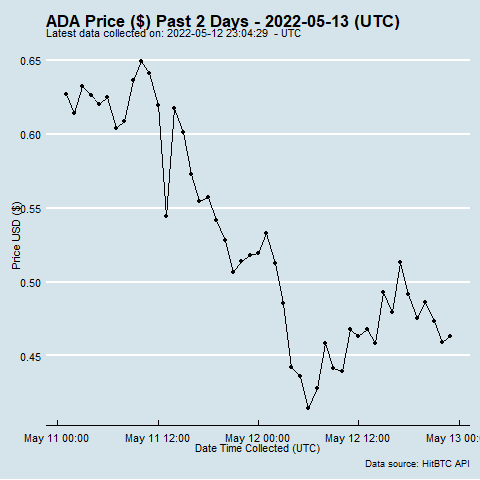 ADA Price ($) Past 2 Days - 2022-05-13 (UTC)
Latest data collected on: 2022-05-12 23:04:29 - UTC
0.65
0.60
0.55
0.50
0.45
Price USD ($)
May 11 00:00
May 11 12:00
May 12 00:00
May 12 12:00
May 13 00:
Date Time Collected (UTC)
Data source: HitBTC API